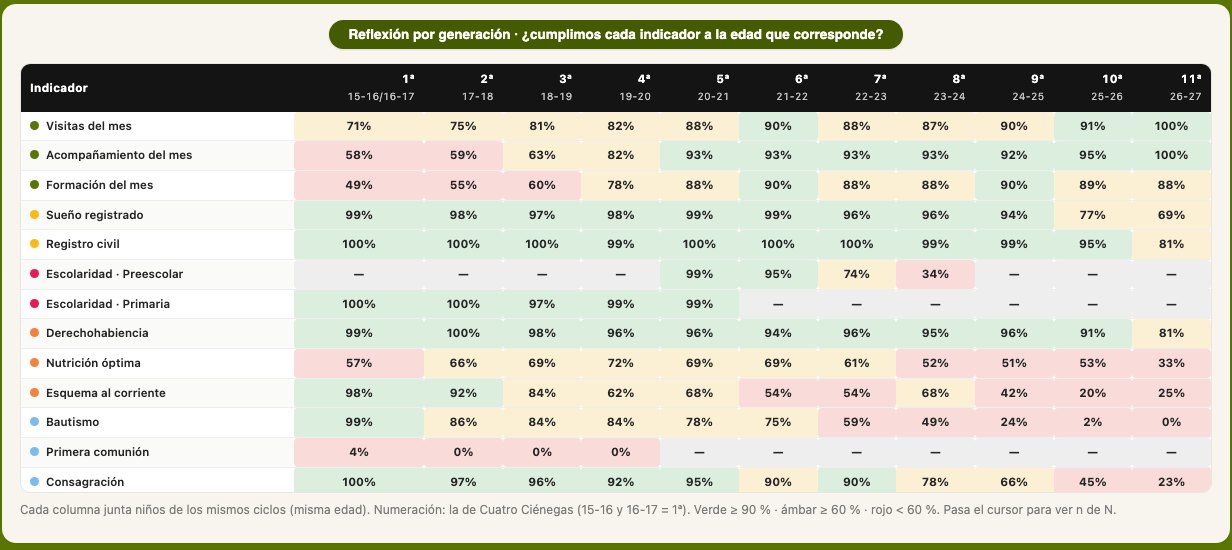 Reflexión por generación · ¿cumplimos cada indicador a la edad que corresponde?
Indicador 1ª 2ª 3ª 4ª 5ª 6ª 7ª 8ª 9ª 10ª 11ª
15-16/16-17 17-18 18-19 19-20 20-21 21-22 22-23 23-24 24-25 25-26 26-27
Visitas del mes 71% 75% 81% 82% 88% 90% 88% 87% 90% 91% 100%
Acompañamiento del mes 58% 59% 63% 82% 93% 93% 93% 93% 92% 95% 100%
Formación del mes 49% 55% 60% 78% 88% 90% 88% 88% 90% 89% 88%
Sueño registrado 99% 98% 97% 98% 99% 99% 96% 96% 94% 77% 69%
Registro civil 100% 100% 100% 99% 100% 100% 100% 99% 99% 95% 81%
Escolaridad · Preescolar — — — — 99% 95% 74% 34% — — —
Escolaridad · Primaria 100% 100% 97% 99% 99% — — — — — —
Derechohabiencia 99% 100% 98% 96% 96% 94% 96% 95% 96% 91% 81%
Nutrición óptima 57% 66% 69% 72% 69% 69% 61% 52% 51% 53% 33%
Esquema al corriente 98% 92% 84% 62% 68% 54% 54% 68% 42% 20% 25%
Bautismo 99% 86% 84% 84% 78% 75% 59% 49% 24% 2% 0%
Primera comunión 4% 0% 0% 0% — — — — — — —
Consagración 100% 97% 96% 92% 95% 90% 90% 78% 66% 45% 23%
Cada columna junta niños de los mismos ciclos (misma edad). Numeración: la de Cuatro Ciénegas (15-16 y 16-17 = 1ª). Verde ≥ 90 % · ámbar ≥ 60 % · rojo < 60 %. Pasa el cursor para ver n de N.